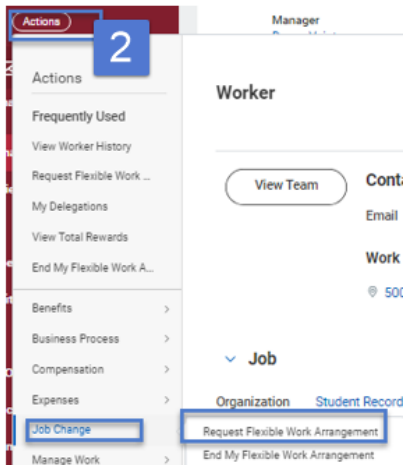 Actions
2
Manager
Actions
Frequently Used
View Worker History
Request Flexible Work ...
My Delegations
View Total Rewards
End My Flexible Work A...
Benefits
Business Process
Compensation
Expenses
Job Change
Manage Work
Worker
View Team
Email
Work
Job
Organization Student Record
Request Flexible Work Arrangement
End My Flexible Work Arrangement